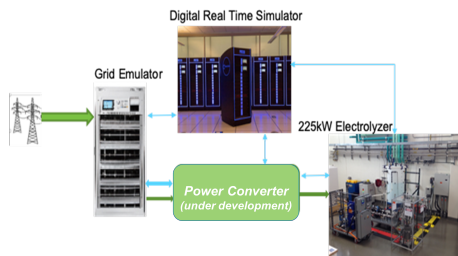 Digital Real Time Simulator
Grid Emulator
225kW Electrolyzer
Power Converter
(under development)